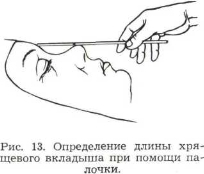 Рис. 13. Определение длины хря-
щевого вкладыша при помощи па-
лочки.